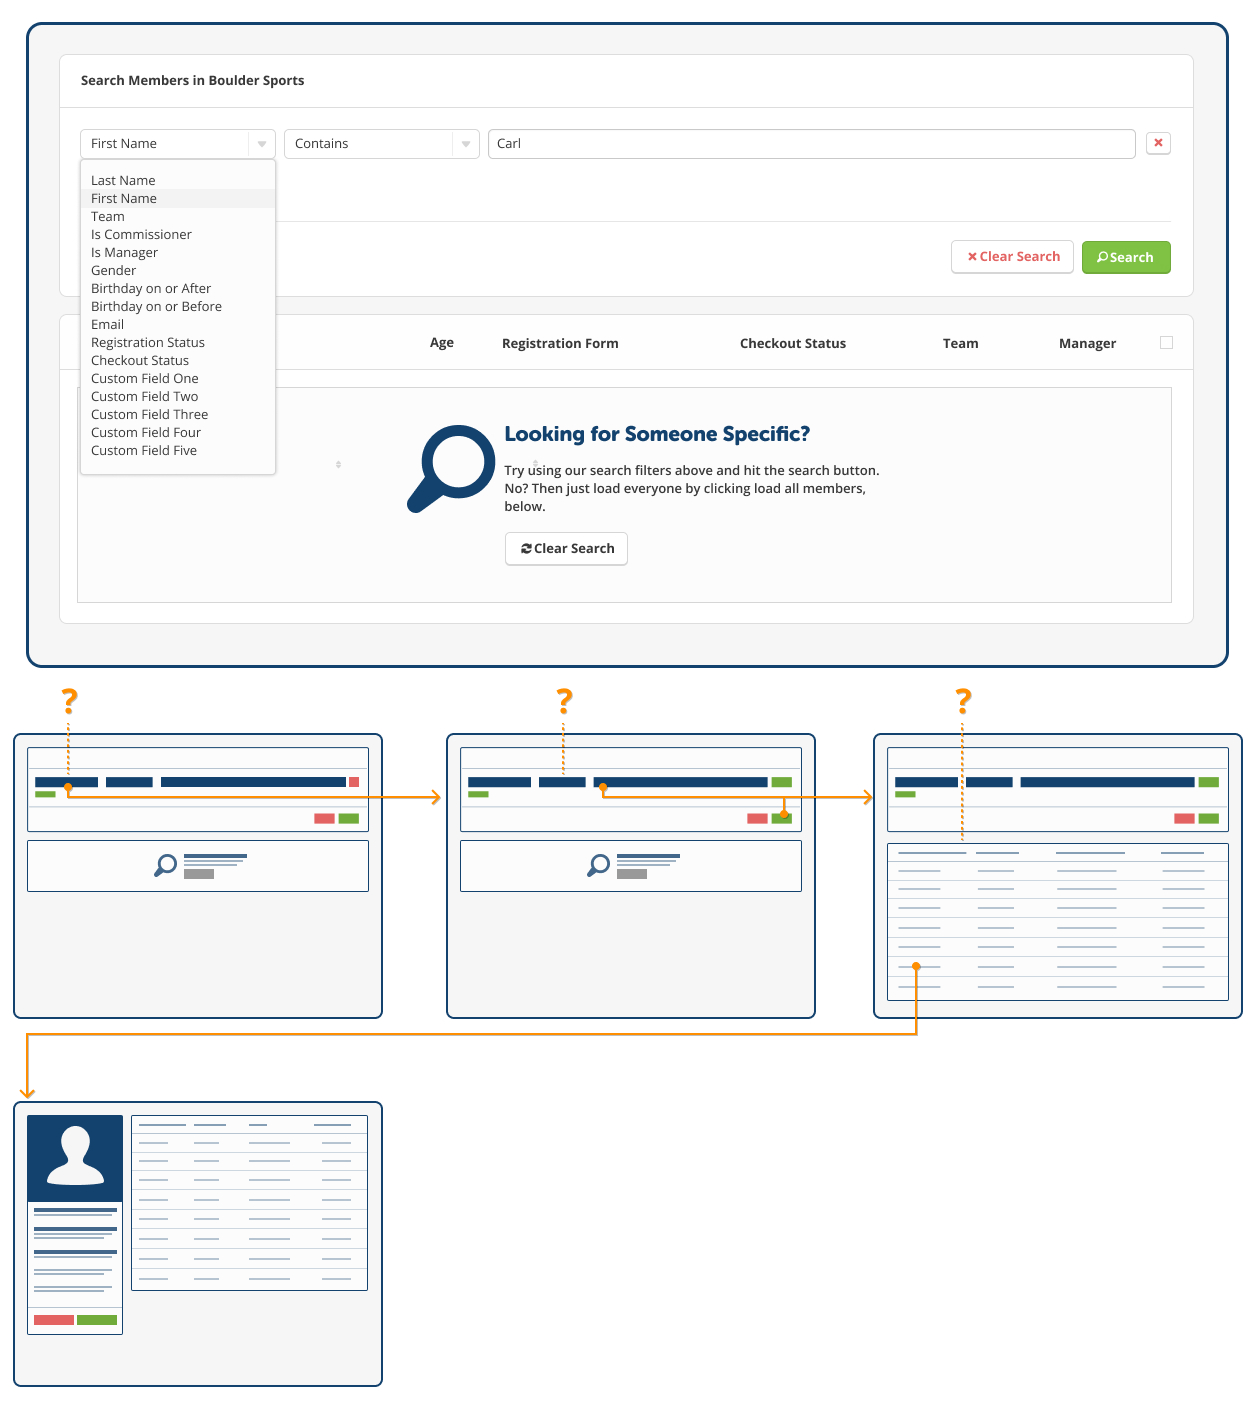 Search Members in Boulder Sports
First Name
Contains
Carl
Last Name
First Name
Team
Is Commissioner
Is Manager
Gender
Birthday on or After
Birthday on or Before
Email
Registration Status
Checkout Status
Custom Field One
Custom Field Two
Custom Field Three
Custom Field Four
Custom Field Five
Clear Search
Search
Age
Registration Form
Checkout Status
Team
Manager
Looking for Someone Specific?
Try using our search filters above and hit the search button.
No? Then just load everyone by clicking load all members,
below.
Clear Search
?
?
?